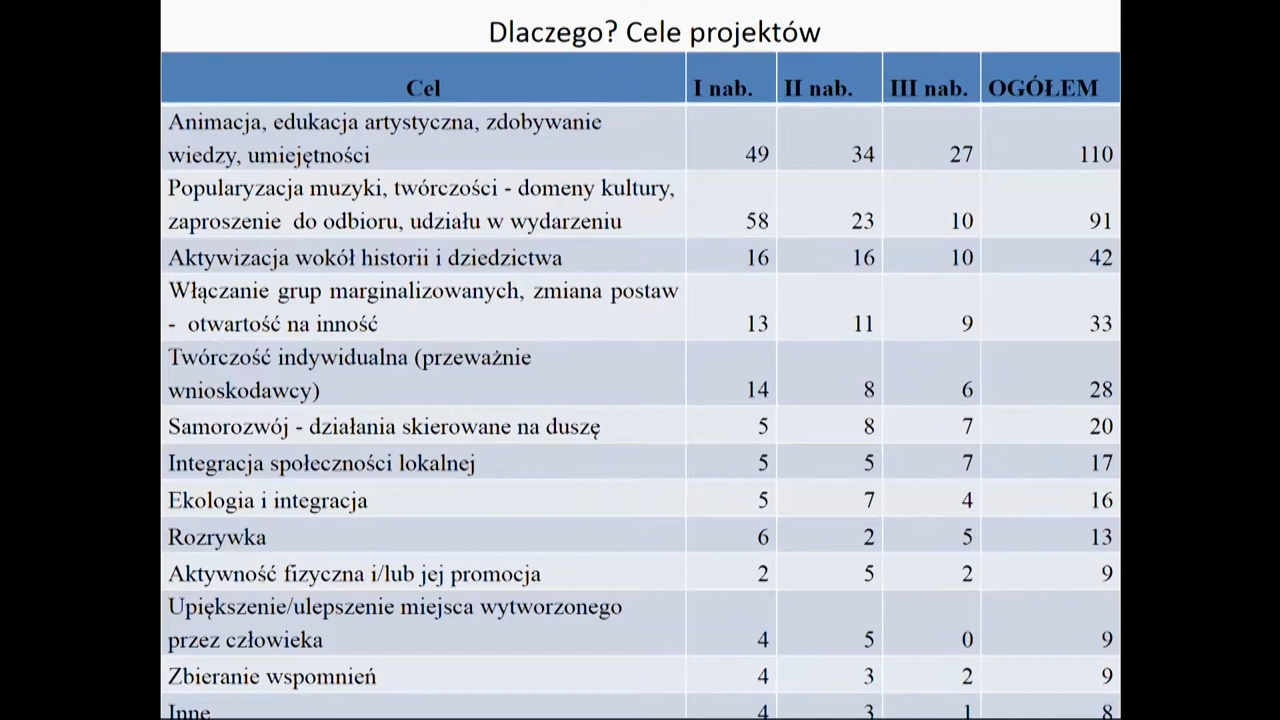 Dlaczego? Cele projektów
Cel I nab. II nab. III nab. OGÓŁEM
Animacja, edukacja artystyczna, zdobywanie
wiedzy, umiejętności 49 34 27 110
Popularyzacja muzyki, twórczości - domeny kultury,
zaproszenie do odbioru, udziału w wydarzeniu 58 23 10 91
Aktywizacja wokół historii i dziedzictwa 16 16 10 42
Włączanie grup marginalizowanych, zmiana postaw
- otwartość na inność 13 11 9 33
Twórczość indywidualna (przeważnie
wnioskodawcy) 14 8 6 28
Samorozwój - działania skierowane na duszę 5 8 7 20
Integracja społeczności lokalnej 5 5 7 17
Ekologia i integracja 5 7 4 16
Rozrywka 6 2 5 13
Aktywność fizyczna i/lub jej promocja 2 5 2 9
Upiększenie/ulepszenie miejsca wytworzonego
przez człowieka 4 5 0 9
Zbieranie wspomnień 4 3 2 9
Inne 4 3 1 8